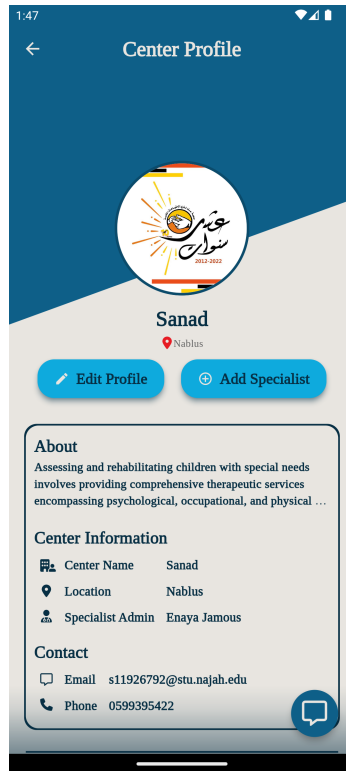 1:47
Center Profile
عشر
سنوات
2012-2022
Sanad
Nablus
Edit Profile
Add Specialist
About
Assessing and rehabilitating children with special needs
involves providing comprehensive therapeutic services
encompassing psychological, occupational, and physical …
Center Information
Center Name Sanad
Location Nablus
Specialist Admin Enaya Jamous
Contact
Email s11926792@stu.najah.edu
Phone 0599395422